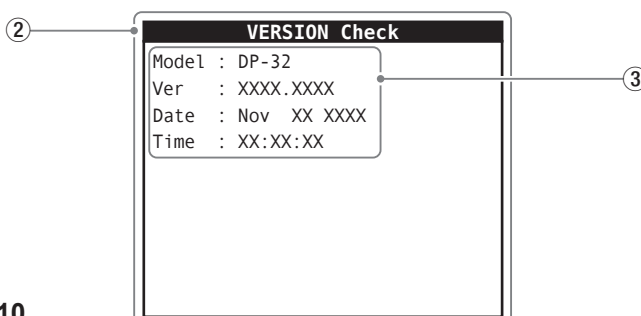 ②
VERSION Check
Model : DP-32
Ver : XXXX.XXXX
③
Date : Nov XX XXXX
Time : XX:XX:XX
10